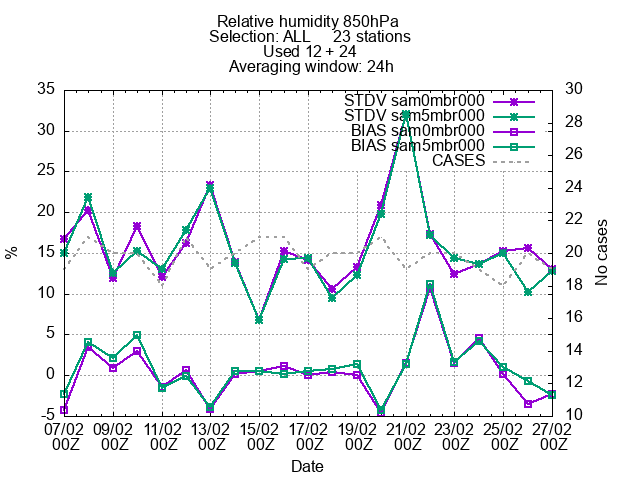 Relative humidity 850hPa
Selection: ALL 23 stations
Used 12 + 24
Averaging window: 24h
STDV sam0mbr000
STDV sam5mbr000
BIAS sam0mbr000
BIAS sam5mbr000
CASES
35
30
25
20
15
10
5
0
-5
%
30
28
26
24
22
20
18
16
14
12
10
No cases
07/02 09/02 11/02 13/02 15/02 17/02 19/02 21/02 23/02 25/02 27/02
00Z 00Z 00Z 00Z 00Z 00Z 00Z 00Z 00Z 00Z 00Z
Date